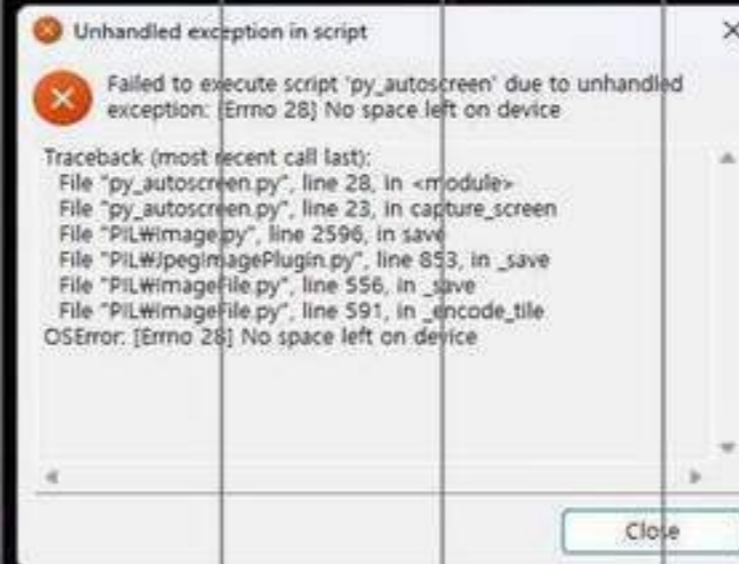 Unhandled exception in script
Failed to execute script 'py_autoscreen' due to unhandled
exception: [Errno 28] No space left on device
Traceback (most recent call last):
File "py_autoscreen.py", line 28, in <module>
File "py_autoscreen.py", line 23, in capture_screen
File "PIL₩Image.py", line 2596, in save
File "PIL₩JpegImagePlugin.py", line 853, in _save
File "PIL₩ImageFile.py", line 556, in _save
File "PIL₩ImageFile.py", line 591, in _encode_tile
OSError: [Errno 28] No space left on device
Close